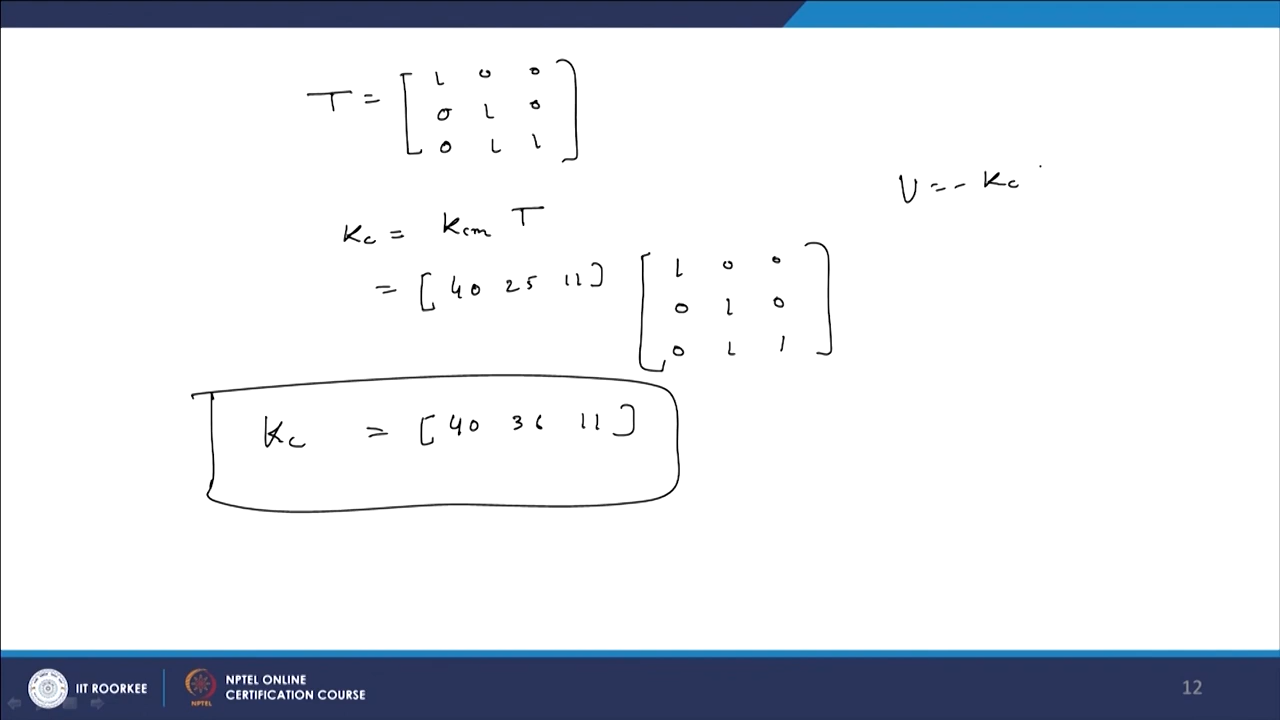 T = [ 1 0 0
0 1 0
0 1 1 ]
U = - Kc
Kc = Kcm T
= [ 40 25 11 ] [ 1 0 0
0 1 0
0 1 1 ]
Kc = [ 40 36 11 ]
IIT ROORKEE
NPTEL
NPTEL ONLINE
CERTIFICATION COURSE
12